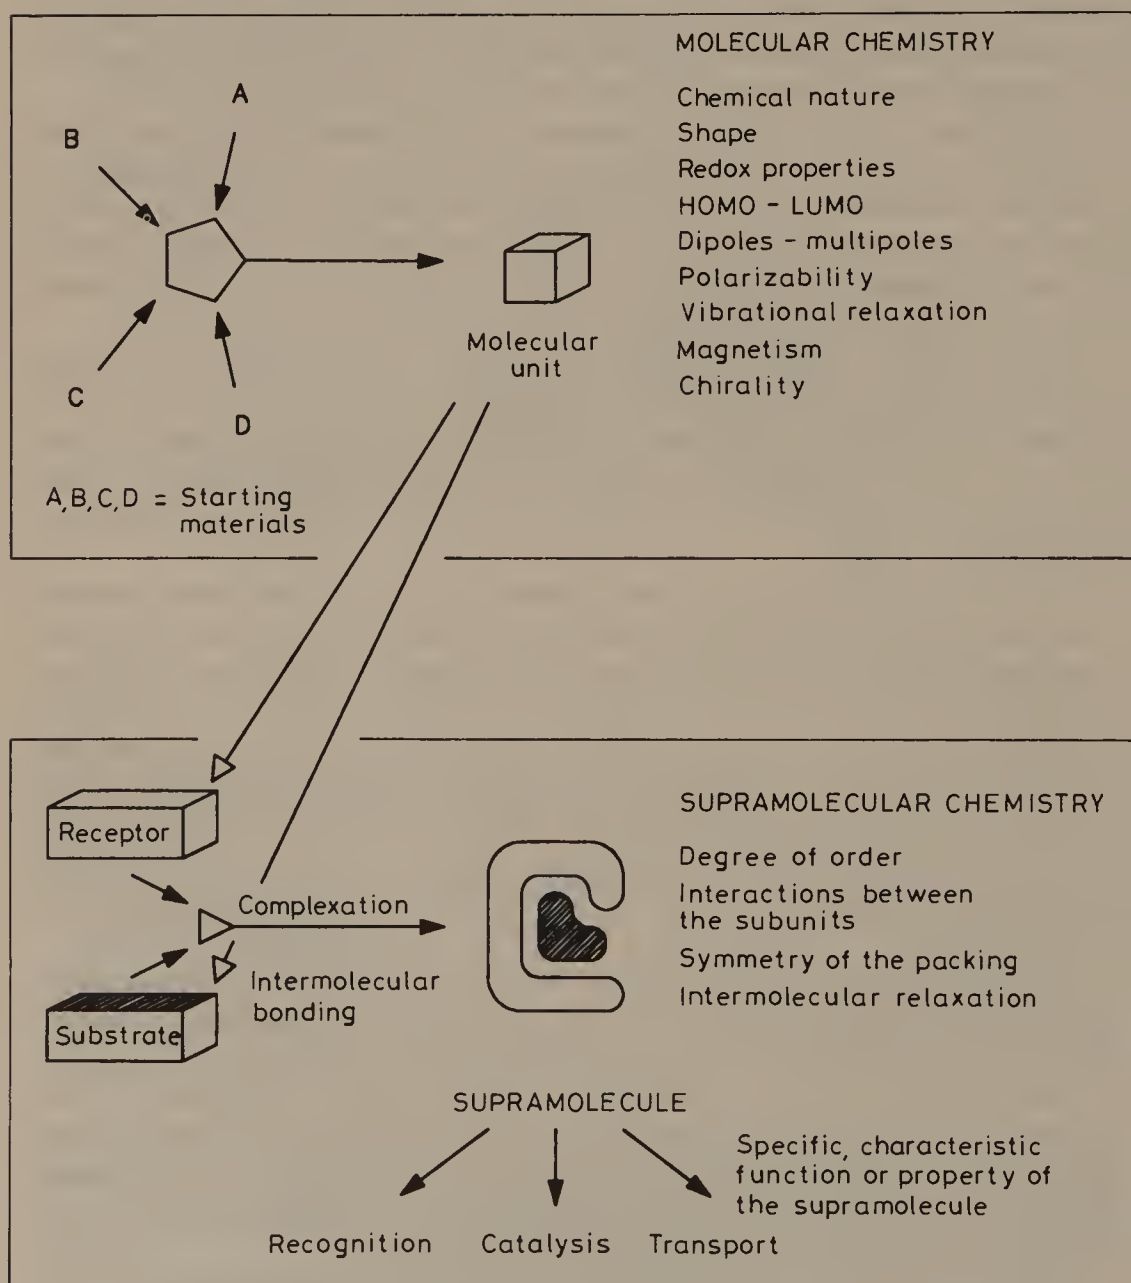 MOLECULAR CHEMISTRY
A
B
C
D
A,B,C,D = Starting
materials
Molecular
unit
Chemical nature
Shape
Redox properties
HOMO - LUMO
Dipoles - multipoles
Polarizability
Vibrational relaxation
Magnetism
Chirality
SUPRAMOLECULAR CHEMISTRY
Receptor
Substrate
Complexation
Intermolecular
bonding
Degree of order
Interactions between
the subunits
Symmetry of the packing
Intermolecular relaxation
SUPRAMOLECULE
Specific, characteristic
function or property of
the supramolecule
Recognition
Catalysis
Transport